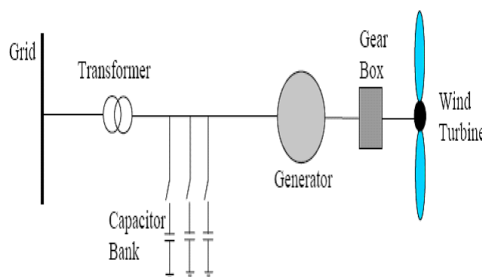 Grid
Transformer
Gear
Box
Wind
Turbine
Generator
Capacitor
Bank